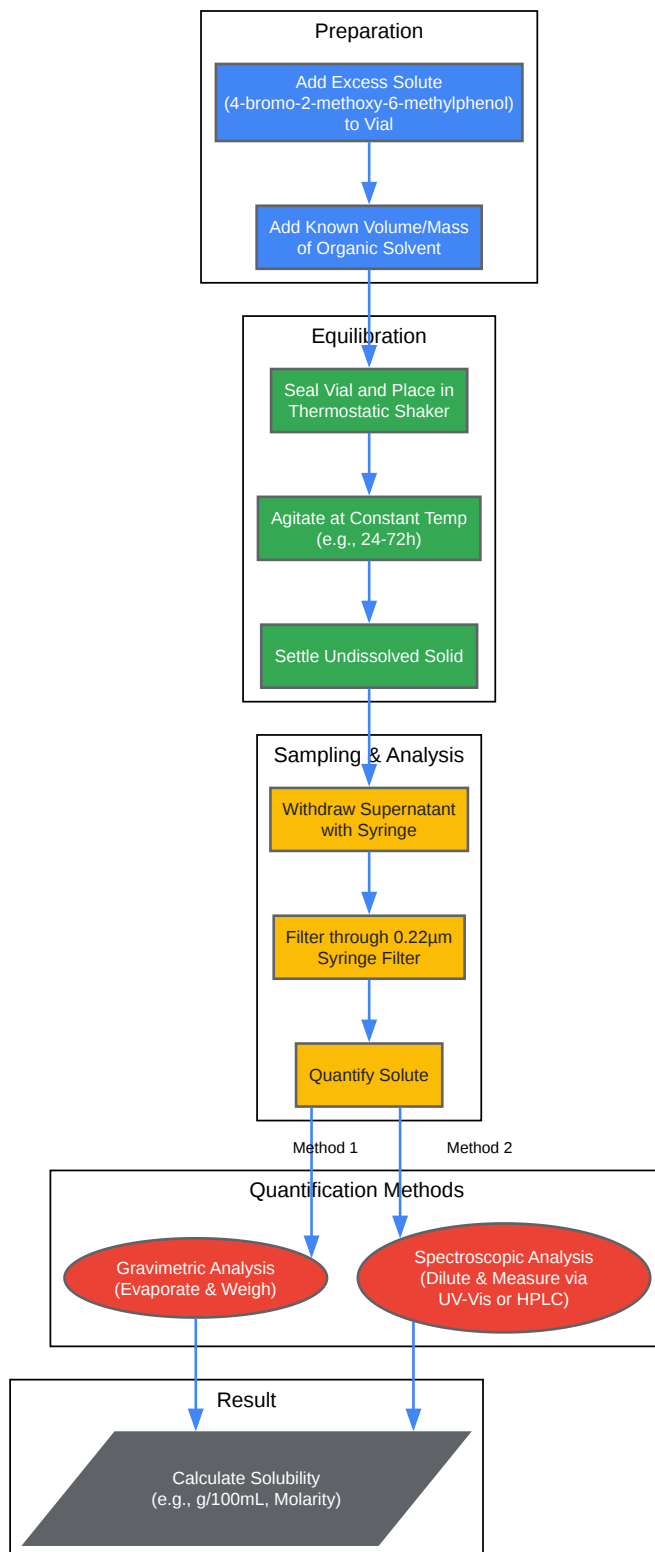 Preparation
Add Excess Solute
(4-bromo-2-methoxy-6-methylphenol)
to Vial
Add Known Volume/Mass
of Organic Solvent
Equilibration
Seal Vial and Place in
Thermostatic Shaker
Agitate at Constant Temp
(e.g., 24-72h)
Settle Undissolved Solid
Sampling & Analysis
Withdraw Supernatant
with Syringe
Filter through 0.22µm
Syringe Filter
Quantify Solute
Method 1
Method 2
Quantification Methods
Gravimetric Analysis
(Evaporate & Weigh)
Spectroscopic Analysis
(Dilute & Measure via
UV-Vis or HPLC)
Result
Calculate Solubility
(e.g., g/100mL, Molarity)